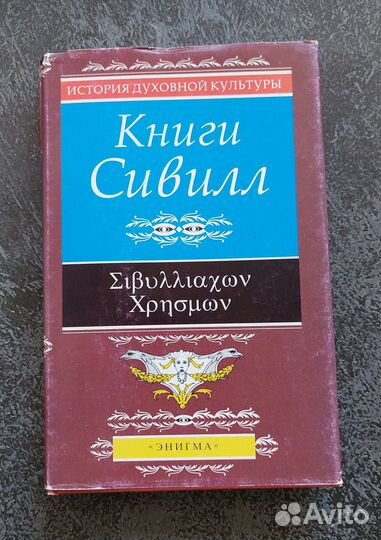 ИСТОРИЯ ДУХОВНОЙ КУЛЬТУРЫ
Книги
Сивилл
Σιβυλλιαχων
Χρησμων
«ЭНИГМА»
Avito